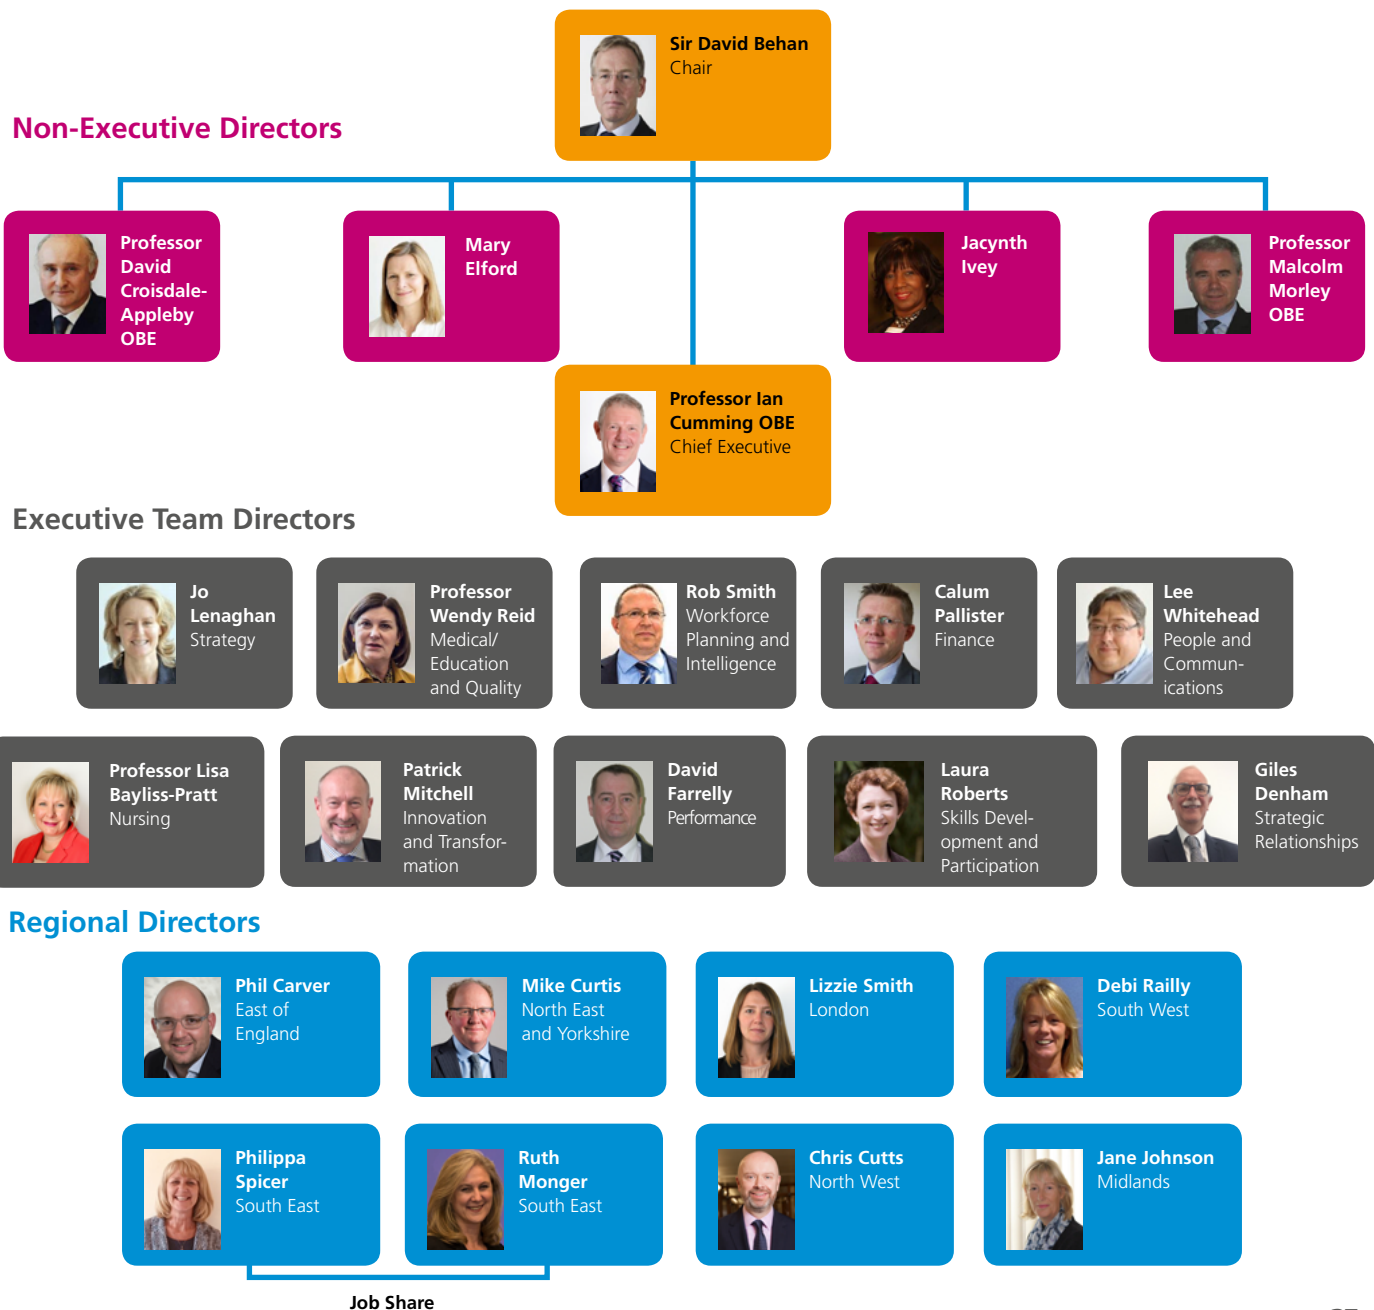 Sir David Behan
Chair
Non-Executive Directors
Professor
David
Croisdale-
Appleby
OBE
Mary
Elford
Jacynth
Ivey
Professor
Malcolm
Morley
OBE
Professor Ian
Cumming OBE
Chief Executive
Executive Team Directors
Jo
Lenaghan
Strategy
Professor
Wendy Reid
Medical/
Education
and Quality
Rob Smith
Workforce
Planning and
Intelligence
Calum
Pallister
Finance
Lee
Whitehead
People and
Commun-
ications
Professor Lisa
Bayliss-Pratt
Nursing
Patrick
Mitchell
Innovation
and Transfor-
mation
David
Farrelly
Performance
Laura
Roberts
Skills Devel-
opment and
Participation
Giles
Denham
Strategic
Relationships
Regional Directors
Phil Carver
East of
England
Mike Curtis
North East
and Yorkshire
Lizzie Smith
London
Debi Railly
South West
Philippa
Spicer
South East
Ruth
Monger
South East
Chris Cutts
North West
Jane Johnson
Midlands
Job Share